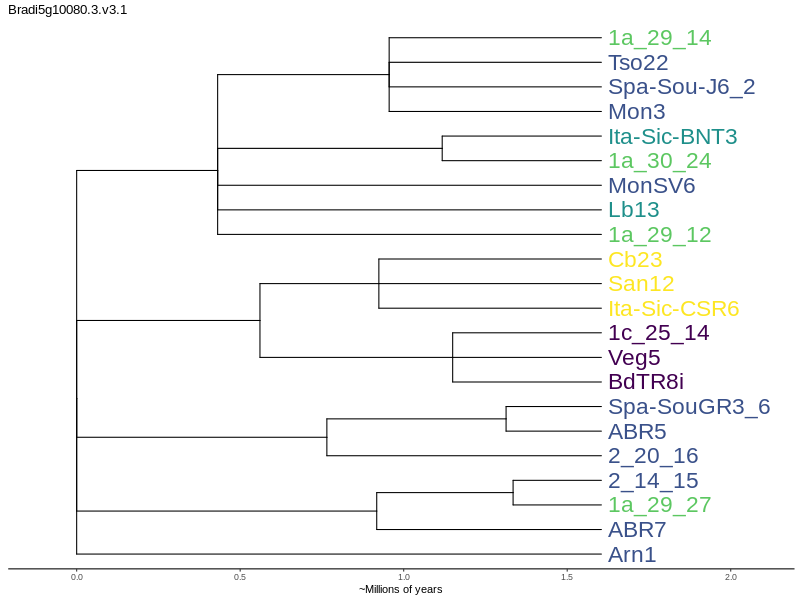 Bradi5g10080.3.v3.1
1a_29_14
Tso22
Spa-Sou-J6_2
Mon3
Ita-Sic-BNT3
1a_30_24
MonSV6
Lb13
1a_29_12
Cb23
San12
Ita-Sic-CSR6
1c_25_14
Veg5
BdTR8i
Spa-SouGR3_6
ABR5
2_20_16
2_14_15
1a_29_27
ABR7
Arn1
0.0 0.5 1.0 1.5 2.0
~Millions of years